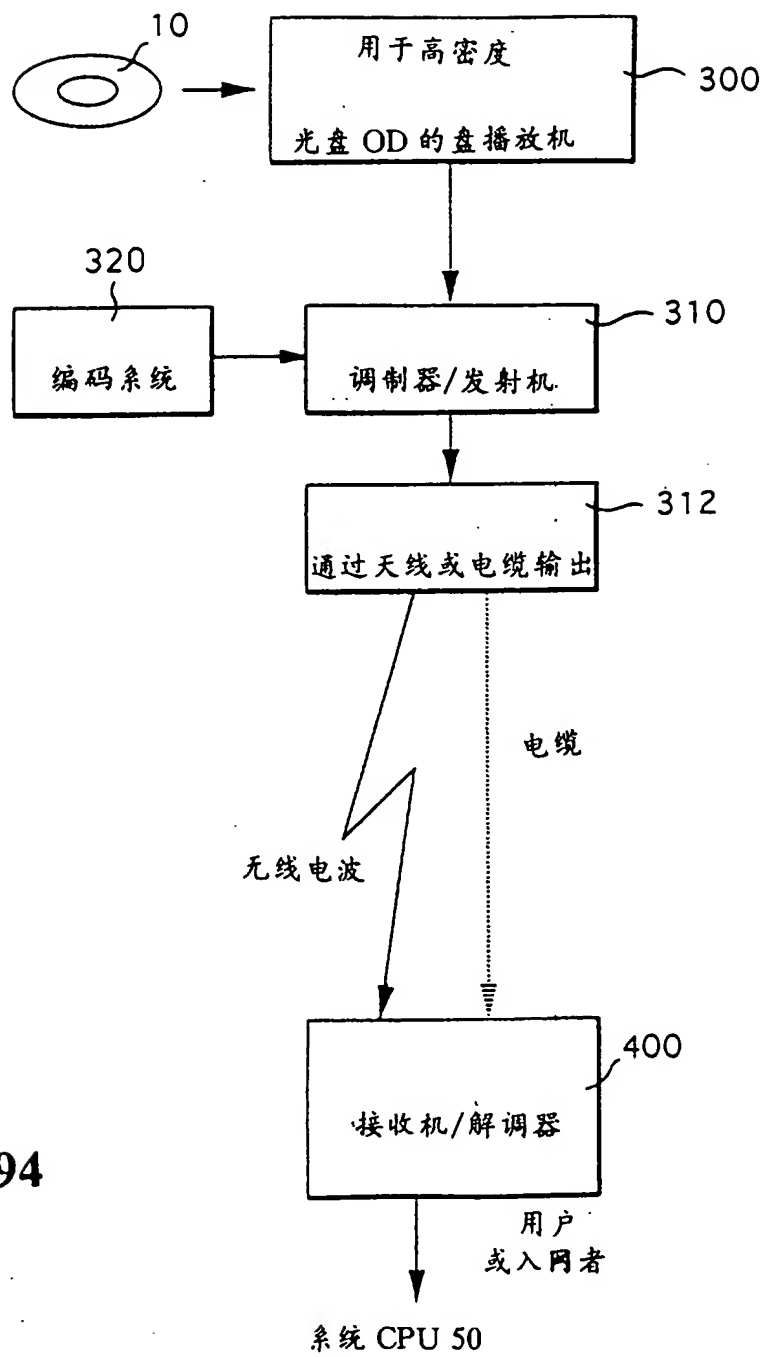 10
用于高密度
300
光盘 OD 的盘播放机
320
310
编码系统
调制器/发射机
312
通过天线或电缆输出
电缆
无线电波
400
接收机/解调器
94
用户
或入网者
系统 CPU 50